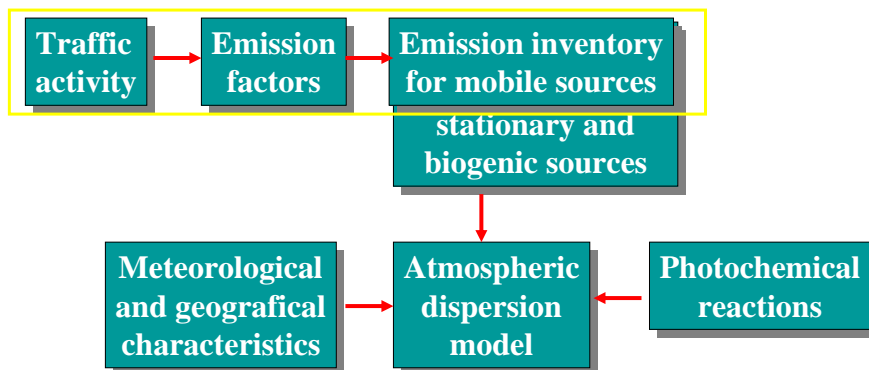 Traffic
activity
Emission
factors
Emission inventory
for mobile sources
stationary and
biogenic sources
Meteorological
and geografical
characteristics
Atmospheric
dispersion
model
Photochemical
reactions